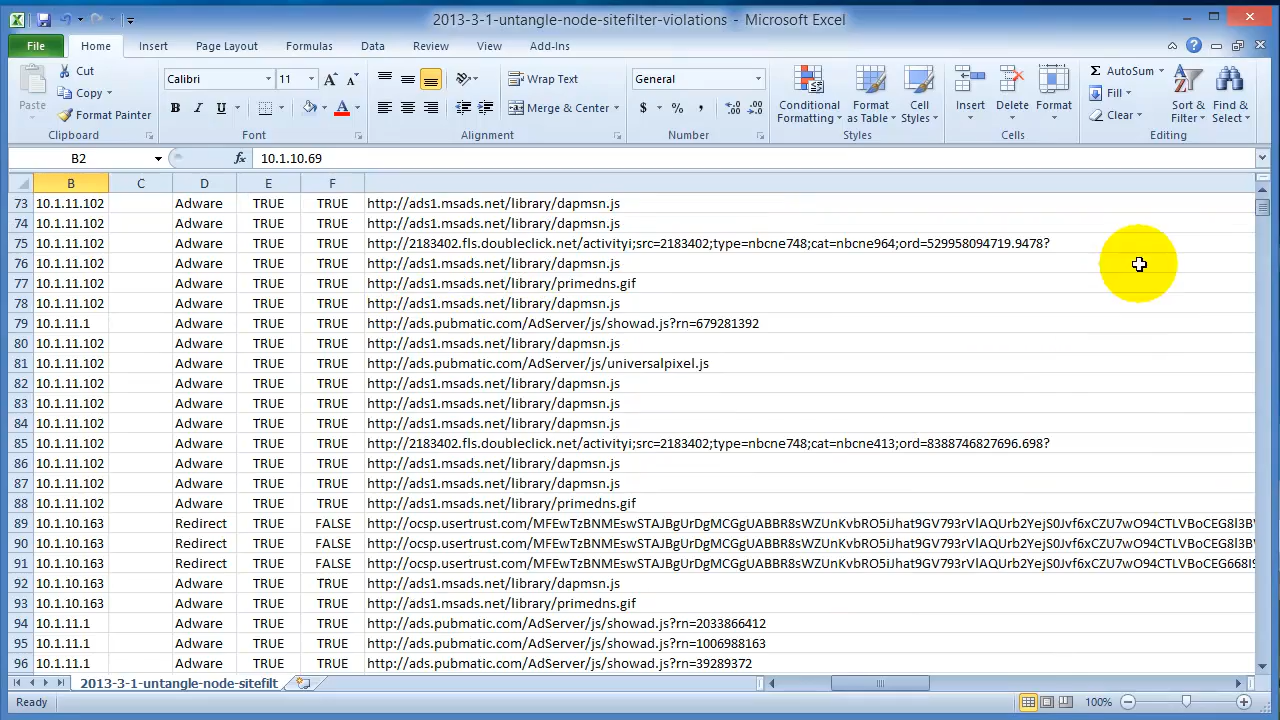 2013-3-1-untangle-node-sitefilter-violations - Microsoft Excel
File Home Insert Page Layout Formulas Data Review View Add-Ins
Paste Cut Copy Format Painter Clipboard
Calibri 11 B I U A Font
Wrap Text Merge & Center Alignment
General $ % , Number
Conditional Formatting Format as Table Cell Styles Styles
Insert Delete Format Cells
AutoSum Fill Clear Sort & Filter Find & Select Editing
B2 fx 10.1.10.69
B C D E F
73 10.1.11.102 Adware TRUE TRUE http://ads1.msads.net/library/dapmsn.js
74 10.1.11.102 Adware TRUE TRUE http://ads1.msads.net/library/dapmsn.js
75 10.1.11.102 Adware TRUE TRUE http://2183402.fls.doubleclick.net/activityi;src=2183402;type=nbcne748;cat=nbcne964;ord=529958094719.9478?
76 10.1.11.102 Adware TRUE TRUE http://ads1.msads.net/library/dapmsn.js
77 10.1.11.102 Adware TRUE TRUE http://ads1.msads.net/library/primedns.gif
78 10.1.11.102 Adware TRUE TRUE http://ads1.msads.net/library/dapmsn.js
79 10.1.11.1 Adware TRUE TRUE http://ads.pubmatic.com/AdServer/js/showad.js?rn=679281392
80 10.1.11.102 Adware TRUE TRUE http://ads1.msads.net/library/dapmsn.js
81 10.1.11.102 Adware TRUE TRUE http://ads.pubmatic.com/AdServer/js/universalpixel.js
82 10.1.11.102 Adware TRUE TRUE http://ads1.msads.net/library/dapmsn.js
83 10.1.11.102 Adware TRUE TRUE http://ads1.msads.net/library/dapmsn.js
84 10.1.11.102 Adware TRUE TRUE http://ads1.msads.net/library/dapmsn.js
85 10.1.11.102 Adware TRUE TRUE http://2183402.fls.doubleclick.net/activityi;src=2183402;type=nbcne748;cat=nbcne413;ord=8388746827696.698?
86 10.1.11.102 Adware TRUE TRUE http://ads1.msads.net/library/dapmsn.js
87 10.1.11.102 Adware TRUE TRUE http://ads1.msads.net/library/dapmsn.js
88 10.1.11.102 Adware TRUE TRUE http://ads1.msads.net/library/primedns.gif
89 10.1.10.163 Redirect TRUE FALSE http://ocsp.usertrust.com/MFEwTzBNMEswSTAJBgUrDgMCGgUABBR8sWZUnKvbRO5iJhat9GV793rVlAQUrb2YejS0Jvf6xCZU7wO94CTLVBoCEG8l3BV
90 10.1.10.163 Redirect TRUE FALSE http://ocsp.usertrust.com/MFEwTzBNMEswSTAJBgUrDgMCGgUABBR8sWZUnKvbRO5iJhat9GV793rVlAQUrb2YejS0Jvf6xCZU7wO94CTLVBoCEG8l3BV
91 10.1.10.163 Redirect TRUE FALSE http://ocsp.usertrust.com/MFEwTzBNMEswSTAJBgUrDgMCGgUABBR8sWZUnKvbRO5iJhat9GV793rVlAQUrb2YejS0Jvf6xCZU7wO94CTLVBoCEG668I9
92 10.1.10.163 Adware TRUE TRUE http://ads1.msads.net/library/dapmsn.js
93 10.1.10.163 Adware TRUE TRUE http://ads1.msads.net/library/primedns.gif
94 10.1.11.1 Adware TRUE TRUE http://ads.pubmatic.com/AdServer/js/showad.js?rn=2033866412
95 10.1.11.1 Adware TRUE TRUE http://ads.pubmatic.com/AdServer/js/showad.js?rn=1006988163
96 10.1.11.1 Adware TRUE TRUE http://ads.pubmatic.com/AdServer/js/showad.js?rn=39289372
2013-3-1-untangle-node-sitefilt
Ready 100%